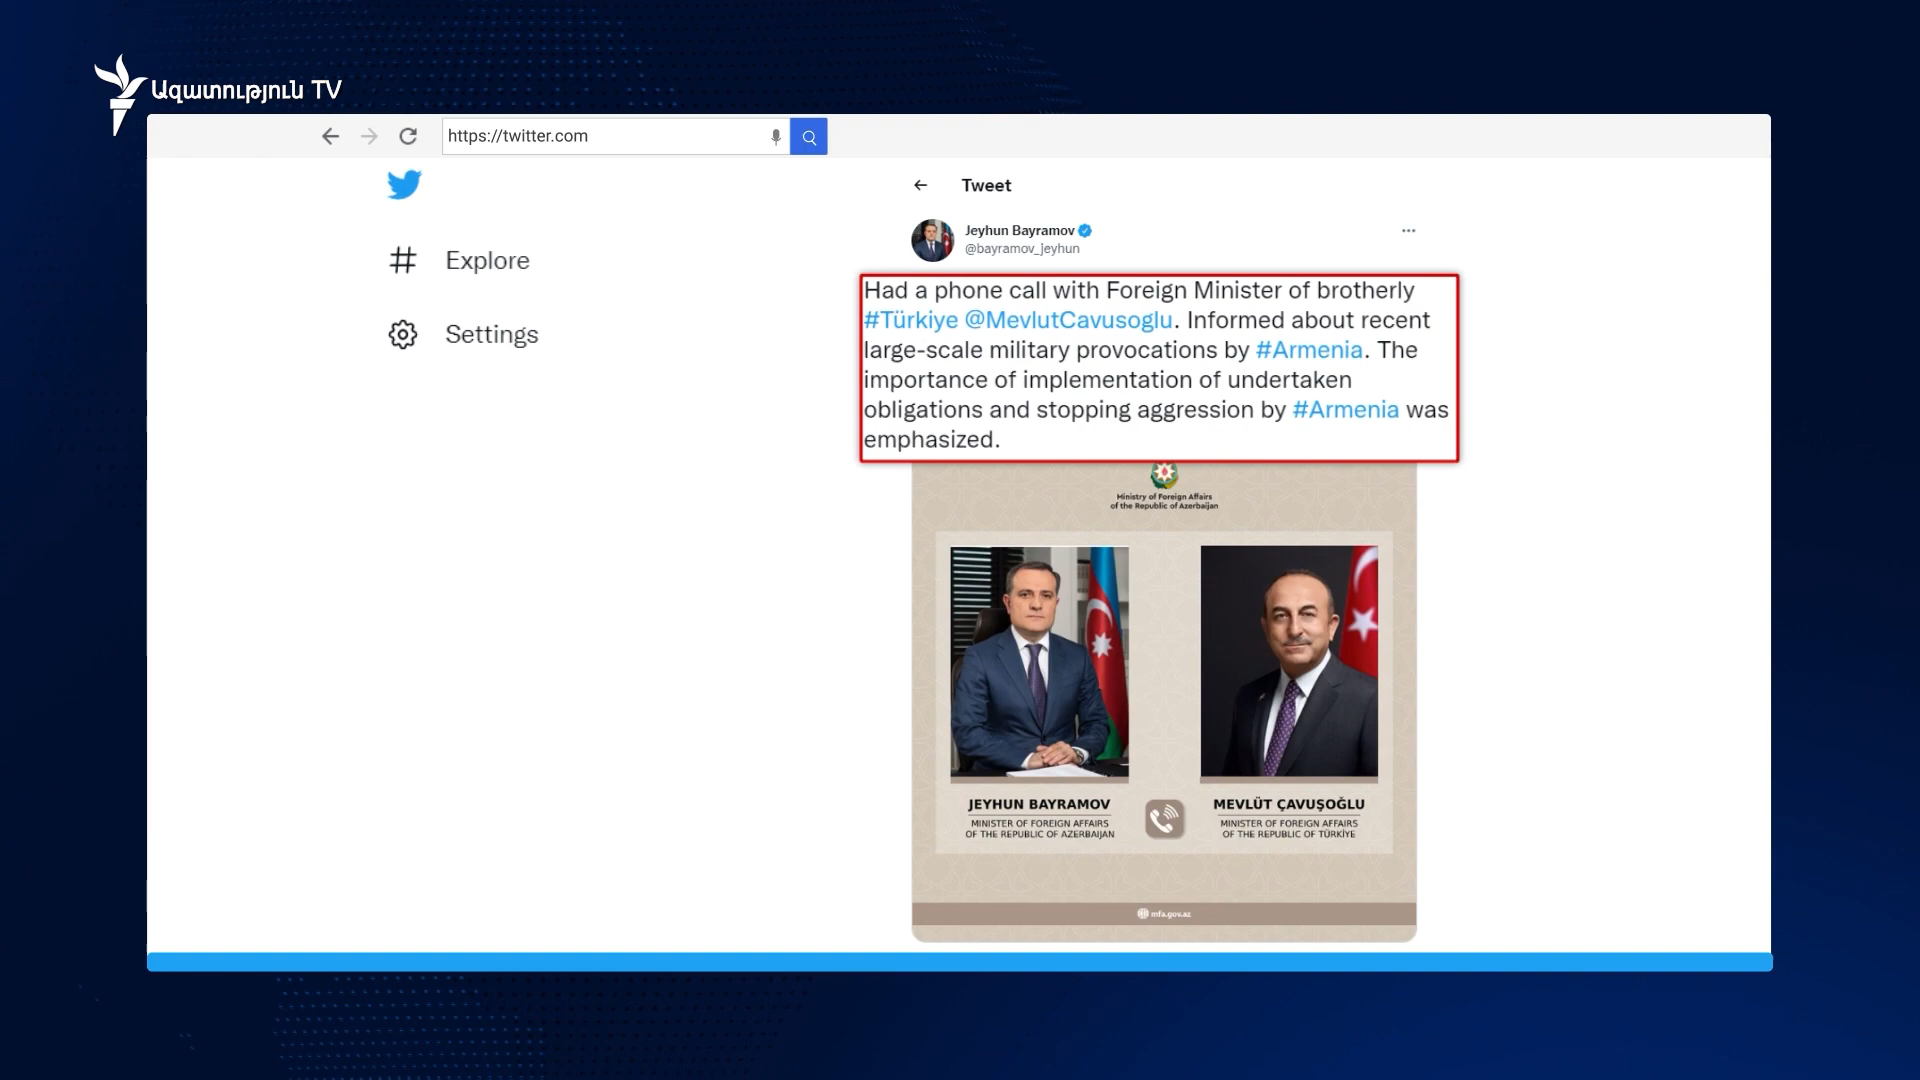 Ազատություն TV
https://twitter.com
Explore
Settings
Tweet
Jeyhun Bayramov
@bayramov_jeyhun
Had a phone call with Foreign Minister of brotherly
#Türkiye @MevlutCavusoglu. Informed about recent
large-scale military provocations by #Armenia. The
importance of implementation of undertaken
obligations and stopping aggression by #Armenia was
emphasized.
Ministry of Foreign Affairs
of the Republic of Azerbaijan
JEYHUN BAYRAMOV
MINISTER OF FOREIGN AFFAIRS
OF THE REPUBLIC OF AZERBAIJAN
MEVLÜT ÇAVUŞOĞLU
MINISTER OF FOREIGN AFFAIRS
OF THE REPUBLIC OF TÜRKİYE
mfa.gov.az